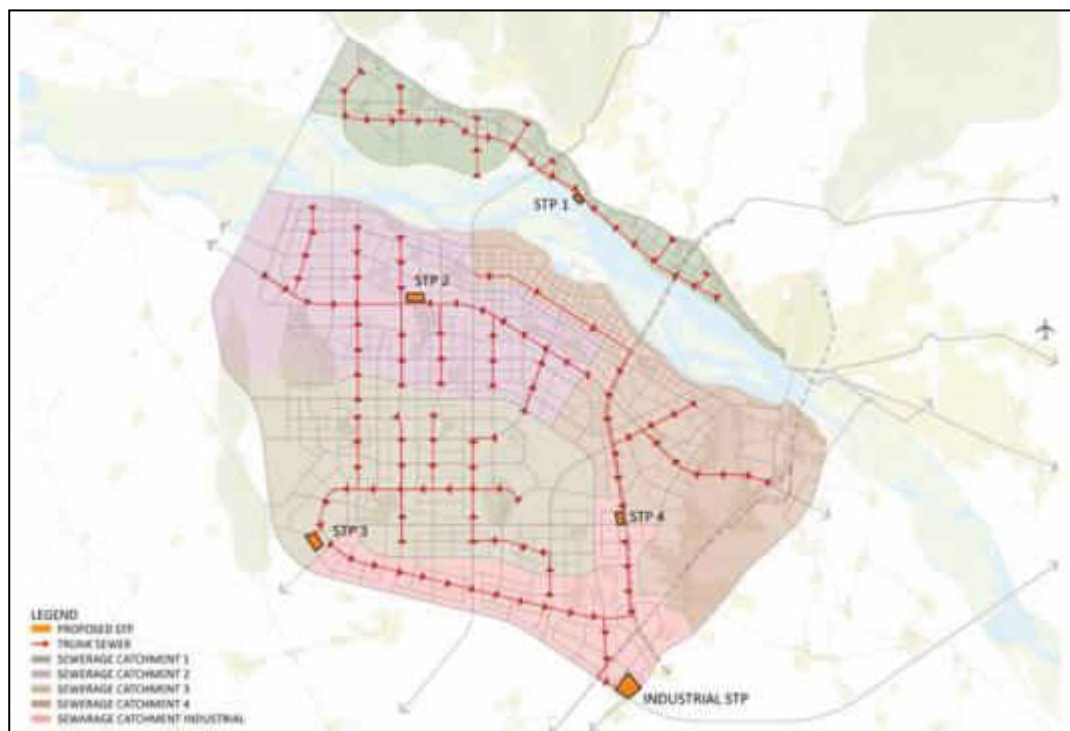 STP 1
STP 2
STP 3
STP 4
INDUSTRIAL STP
LEGEND
PROPOSED STP
TRUNK SEWER
SEWERAGE CATCHMENT 1
SEWERAGE CATCHMENT 2
SEWERAGE CATCHMENT 3
SEWERAGE CATCHMENT 4
SEWARAGE CATCHMENT INDUSTRIAL